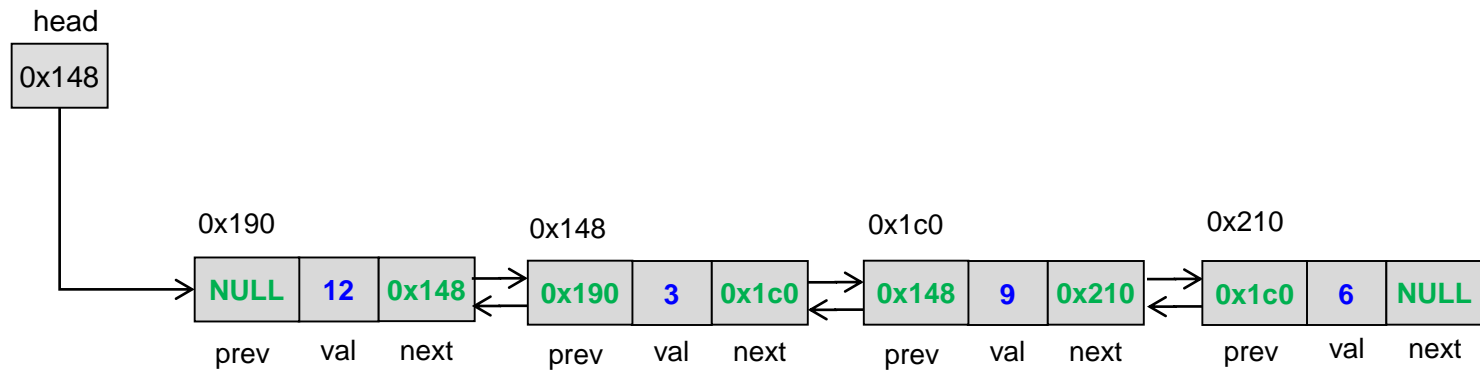 head
0x148
0x190 0x148 0x1c0 0x210
NULL 12 0x148 0x190 3 0x1c0 0x148 9 0x210 0x1c0 6 NULL
prev val next prev val next prev val next prev val next